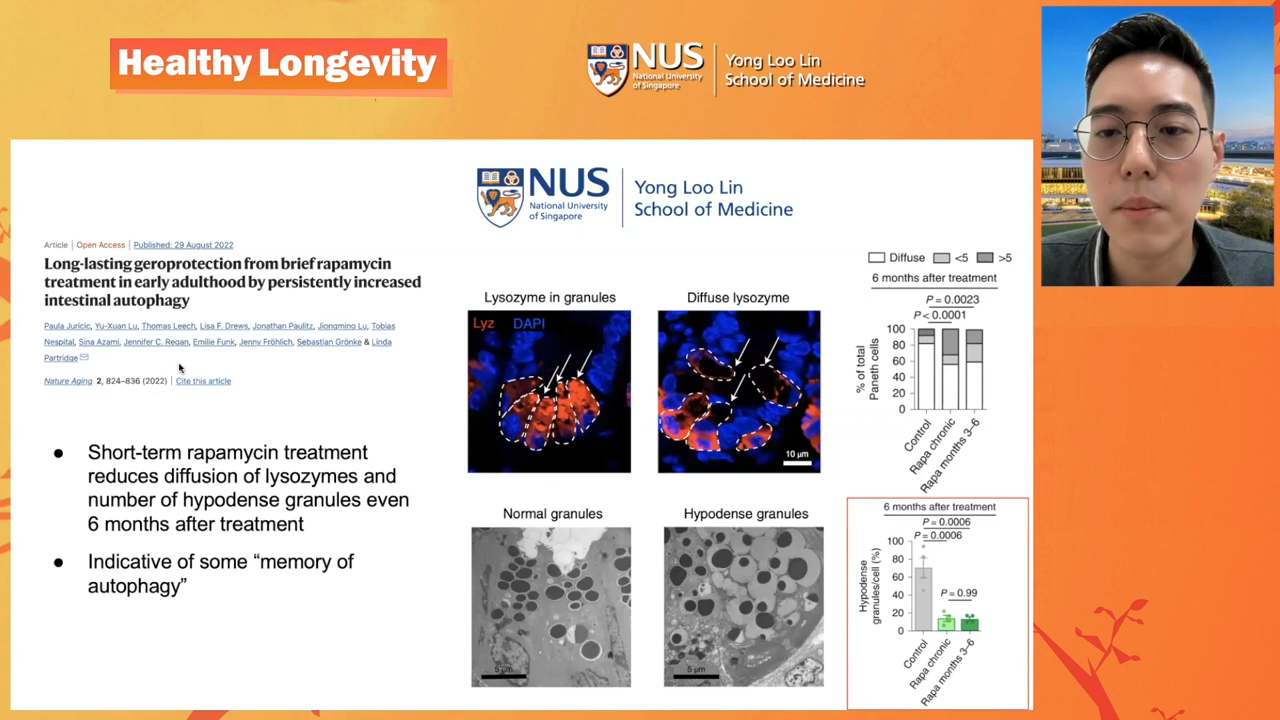 Healthy Longevity
NUS
National University
of Singapore
Yong Loo Lin
School of Medicine
NUS
National University
of Singapore
Yong Loo Lin
School of Medicine
Article | Open Access | Published: 29 August 2022
Long-lasting geroprotection from brief rapamycin
treatment in early adulthood by persistently increased
intestinal autophagy
Paula Juricic, Yu-Xuan Lu, Thomas Leech, Lisa F. Drews, Jonathan Paulitz, Jiongming Lu, Tobias
Nespital, Sina Azami, Jennifer C. Regan, Emilie Funk, Jenny Fröhlich, Sebastian Grönke & Linda
Partridge
Nature Aging 2, 824–836 (2022) | Cite this article
● Short-term rapamycin treatment
reduces diffusion of lysozymes and
number of hypodense granules even
6 months after treatment
● Indicative of some “memory of
autophagy”
Lysozyme in granules
Lyz DAPI
Diffuse lysozyme
10 µm
Normal granules
5 µm
Hypodense granules
5 µm
Diffuse <5 >5
6 months after treatment
P = 0.0023
P < 0.0001
100
80
60
40
20
0
% of total
Paneth cells
Control
Rapa chronic
Rapa months 3–6
6 months after treatment
P = 0.0006
P = 0.0006
P = 0.99
100
80
60
40
20
0
Hypodense
granules/cell (%)
Control
Rapa chronic
Rapa months 3–6